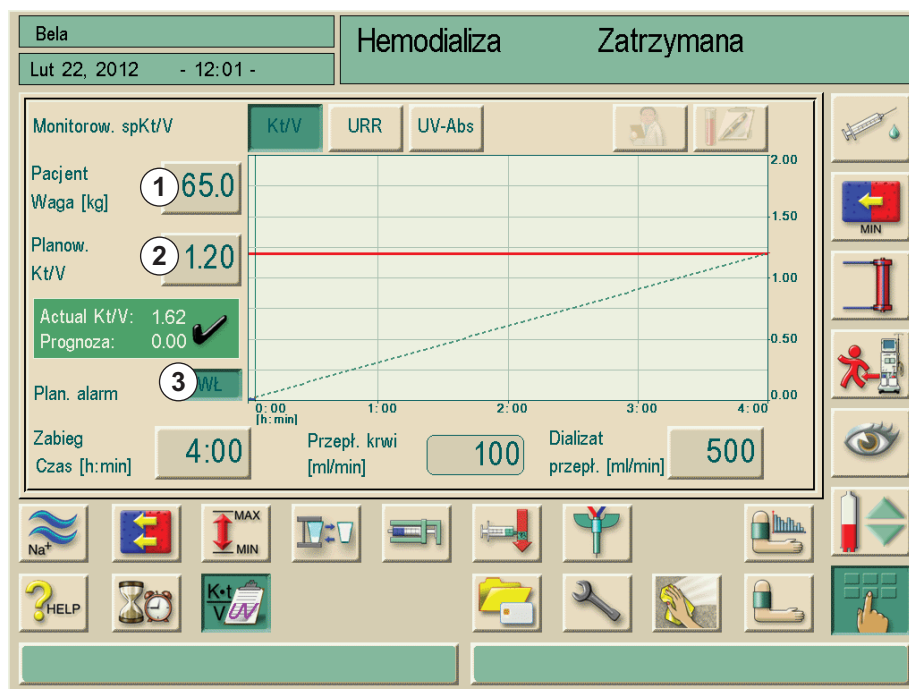 Bela
Hemodializa Zatrzymana
Lut 22, 2012 - 12:01 -
Monitorow. spKt/V
Kt/V URR UV-Abs
Pacjent
Waga [kg]
1
65.0
Planow.
Kt/V
2
1.20
Actual Kt/V: 1.62
Prognoza: 0.00
Plan. alarm
3
WŁ
2.00
1.50
1.00
0.50
0.00
0:00 1:00 2:00 3:00 4:00
[h:min]
Zabieg
Czas [h:min]
4:00
Przepł. krwi
[ml/min]
100
Dializat
przepł. [ml/min]
500
MIN
Na+
MAX
MIN
?HELP
K•t
V UV